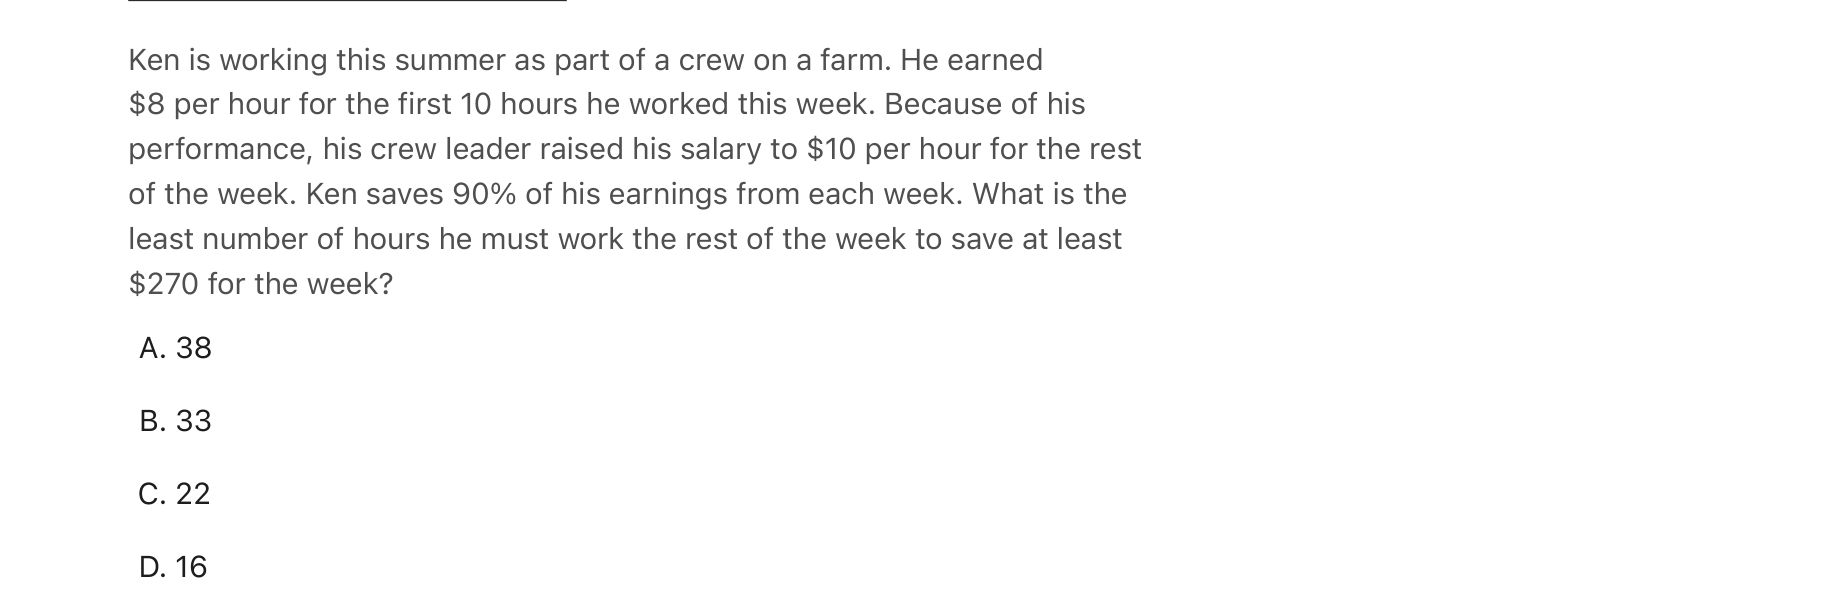 Ken is working this summer as part of a crew on a farm. He earned
$8 per hour for the first 10 hours he worked this week. Because of his
performance, his crew leader raised his salary to $10 per hour for the rest
of the week. Ken saves 90% of his earnings from each week. What is the
least number of hours he must work the rest of the week to save at least
$270 for the week?
A. 38
B. 33
C. 22
D. 16